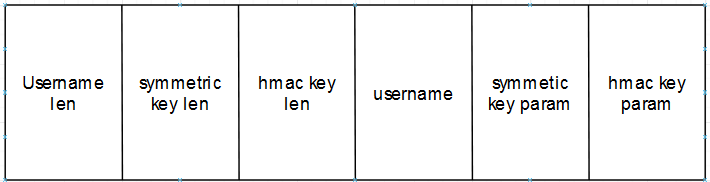 Username
len
symmetric
key len
hmac key
len
username
symmetic
key param
hmac key
param